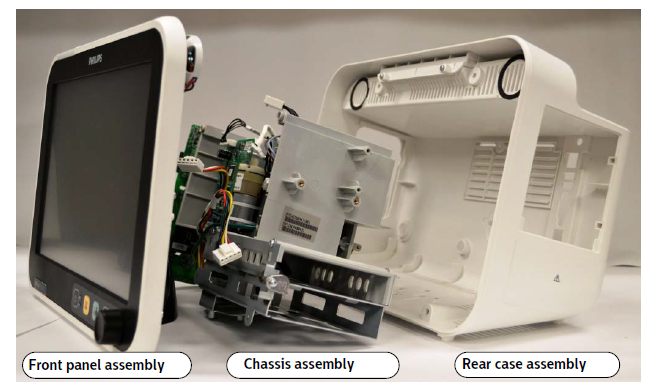 PHILIPS
Front panel assembly
Chassis assembly
Rear case assembly